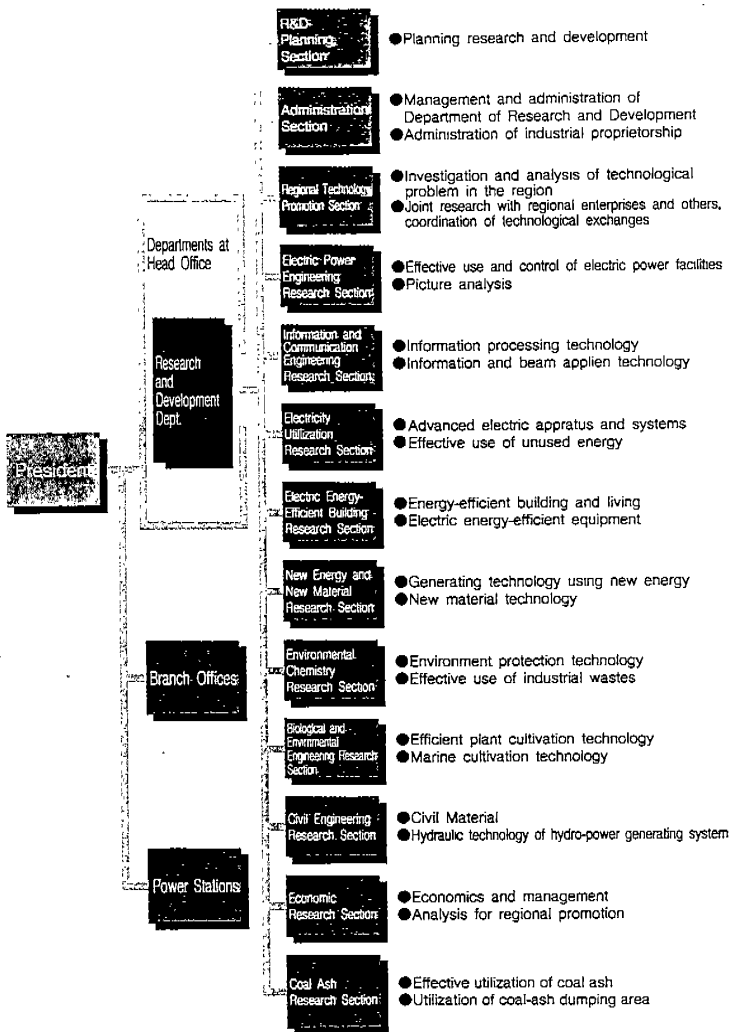 President
Departments at
Head Office
Research
and
Development
Dept.
Branch Offices
Power Stations
R&D
Planning
Section
●Planning research and development
Administration
Section
●Management and administration of
Department of Research and Development
●Administration of industrial proprietorship
Regional Technology
Promotion Section
●Investigation and analysis of technological
problem in the region
●Joint research with regional enterprises and others,
coordination of technological exchanges
Electric Power
Engineering
Research Section
●Effective use and control of electric power facilities
●Picture analysis
Information and
Communication
Engineering
Research Section
●Information processing technology
●Information and beam applien technology
Electricity
Utilization
Research Section
●Advanced electric appratus and systems
●Effective use of unused energy
Electric Energy-
Efficient Building
Research Section
●Energy-efficient building and living
●Electric energy-efficient equipment
New Energy and
New Material
Research Section
●Generating technology using new energy
●New material technology
Environmental
Chemistry
Research Section
●Environment protection technology
●Effective use of industrial wastes
Biological and
Envirnmental
Engineering Research
Section
●Efficient plant cultivation technology
●Marine cultivation technology
Civil Engineering
Research Section
●Civil Material
●Hydraulic technology of hydro-power generating system
Economic
Research Section
●Economics and management
●Analysis for regional promotion
Coal Ash
Research Section
●Effective utilization of coal ash
●Utilization of coal-ash dumping area